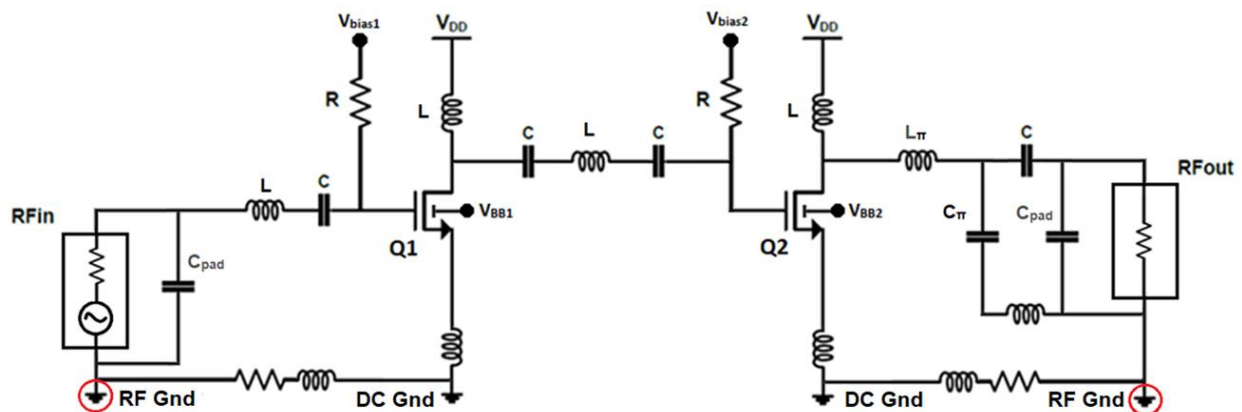 Vbias1
VDD
Vbias2
VDD
R
L
R
L
C
L
C
Lπ
C
RFout
L
C
RFin
VBB1
VBB2
Cπ
Cpad
Cpad
Q1
Q2
RF Gnd
DC Gnd
DC Gnd
RF Gnd